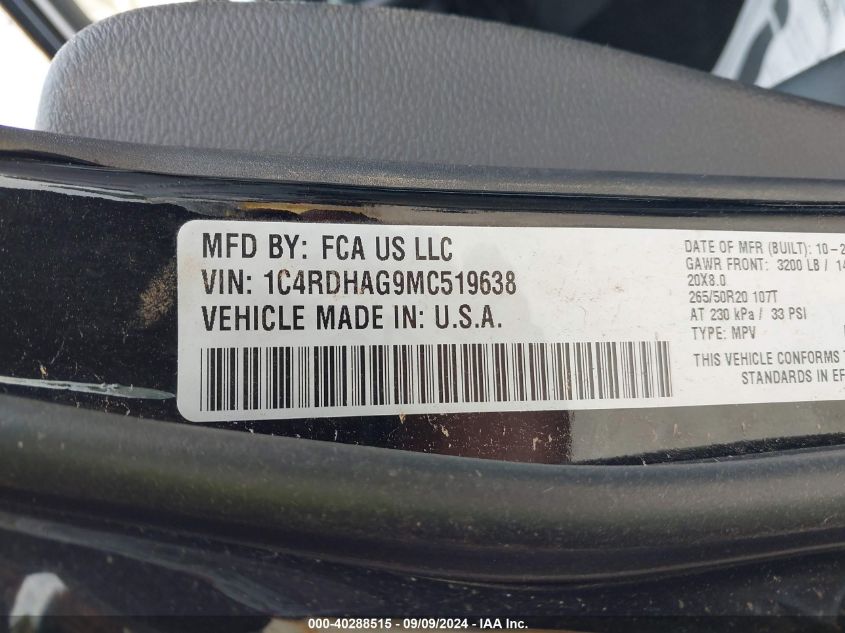 MFD BY: FCA US LLC
VIN: 1C4RDHAG9MC519638
VEHICLE MADE IN: U.S.A.
DATE OF MFR (BUILT): 10-2
GAWR FRONT: 3200 LB / 14
20X8.0
265/50R20 107T
AT 230 kPa / 33 PSI
TYPE: MPV
THIS VEHICLE CONFORMS T
STANDARDS IN EF
000-40288515 - 09/09/2024 - IAA Inc.